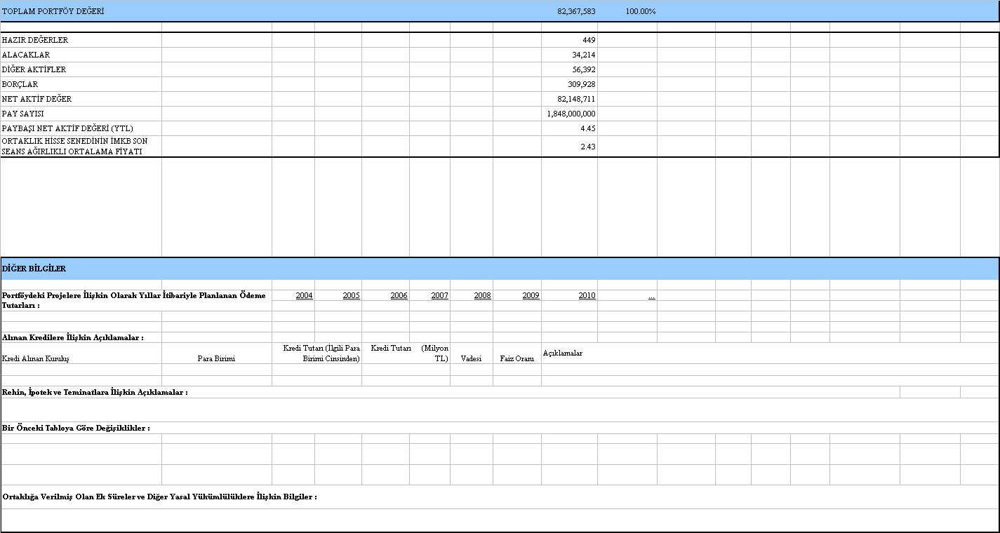 TOPLAM PORTFÖY DEĞERİ 82,367,583 100.00%
HAZIR DEĞERLER 449
ALACAKLAR 34,214
DİĞER AKTİFLER 56,392
BORÇLAR 309,928
NET AKTİF DEĞER 82,148,711
PAY SAYISI 1,848,000,000
PAYBAŞI NET AKTİF DEĞERİ (YTL) 4.45
ORTAKLIK HİSSE SENEDİNİN İMKB SON
SEANS AĞIRLIKLI ORTALAMA FİYATI 2.43
DİĞER BİLGİLER
Portföydeki Projelere İlişkin Olarak Yıllar İtibariyle Planlanan Ödeme
Tutarları :
2004 2005 2006 2007 2008 2009 2010 ...
Alınan Kredilere İlişkin Açıklamalar :
Kredi Alınan Kuruluş
Para Birimi
Kredi Tutarı (İlgili Para
Birimi Cinsinden)
Kredi Tutarı (Milyon
TL)
Vadesi
Faiz Oranı
Açıklamalar
Rehin, İpotek ve Teminatlara İlişkin Açıklamalar :
Bir Önceki Tabloya Göre Değişiklikler :
Ortaklığa Verilmiş Olan Ek Süreler ve Diğer Yasal Yükümlülüklere İlişkin Bilgiler :